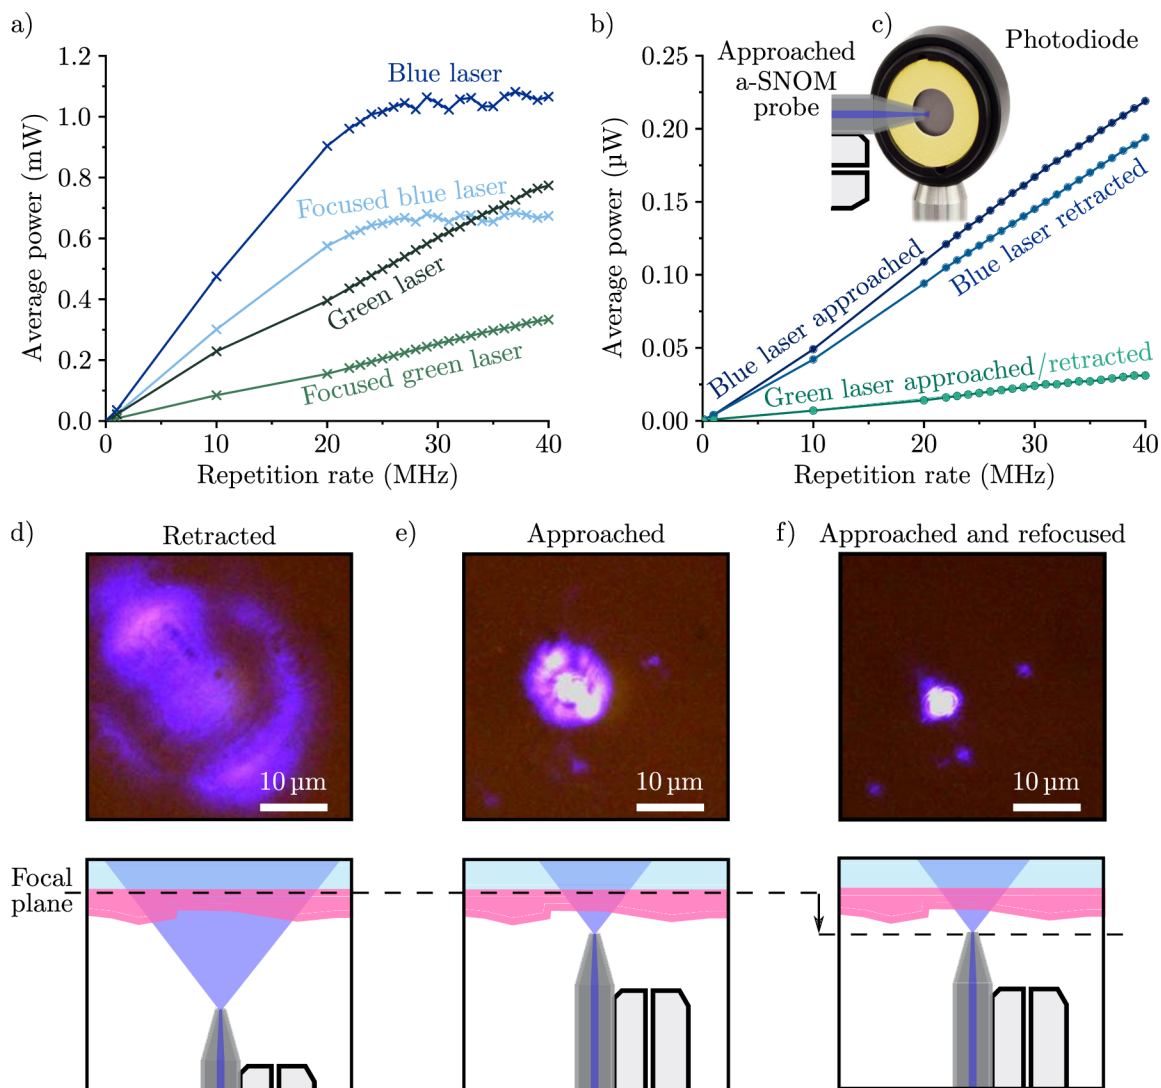 a)
1.2
1.0
0.8
0.6
0.4
0.2
0.0
Average power (mW)
Blue laser
Focused blue laser
Green laser
Focused green laser
0
10
20
30
40
Repetition rate (MHz)
b)
0.25
0.20
0.15
0.10
0.05
0.00
Average power (µW)
Approached
a-SNOM
probe
c)
Photodiode
Blue laser approached
Blue laser retracted
Green laser approached/retracted
0
10
20
30
40
Repetition rate (MHz)
d)
Retracted
10 µm
e)
Approached
10 µm
f)
Approached and refocused
10 µm
Focal
plane